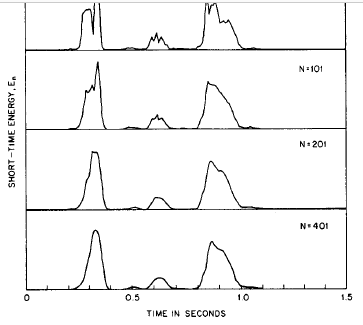 SHORT-TIME ENERGY, En
N=101
N=201
N=401
0 0.5 1.0 1.5
TIME IN SECONDS